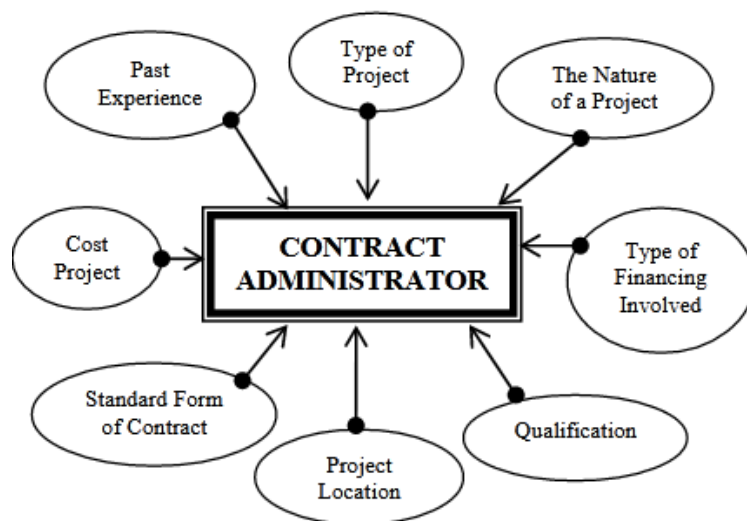 Type of
Project
Past
Experience
The Nature
of a Project
CONTRACT
ADMINISTRATOR
Cost
Project
Type of
Financing
Involved
Standard Form
of Contract
Qualification
Project
Location